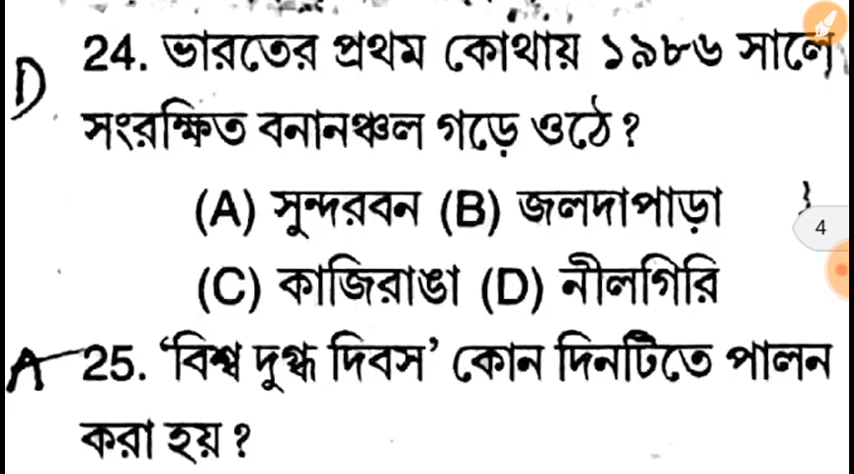 D 24. ভারতের প্রথম কোথায় ১৯৮৬ সালে
সংরক্ষিত বনানঞ্চল গড়ে ওঠে?
(A) সুন্দরবন (B) জলদাপাড়া
4
(C) কাজিরাঙা (D) নীলগিরি
A 25. ‘বিশ্ব দুগ্ধ দিবস’ কোন দিনটিতে পালন
করা হয়?